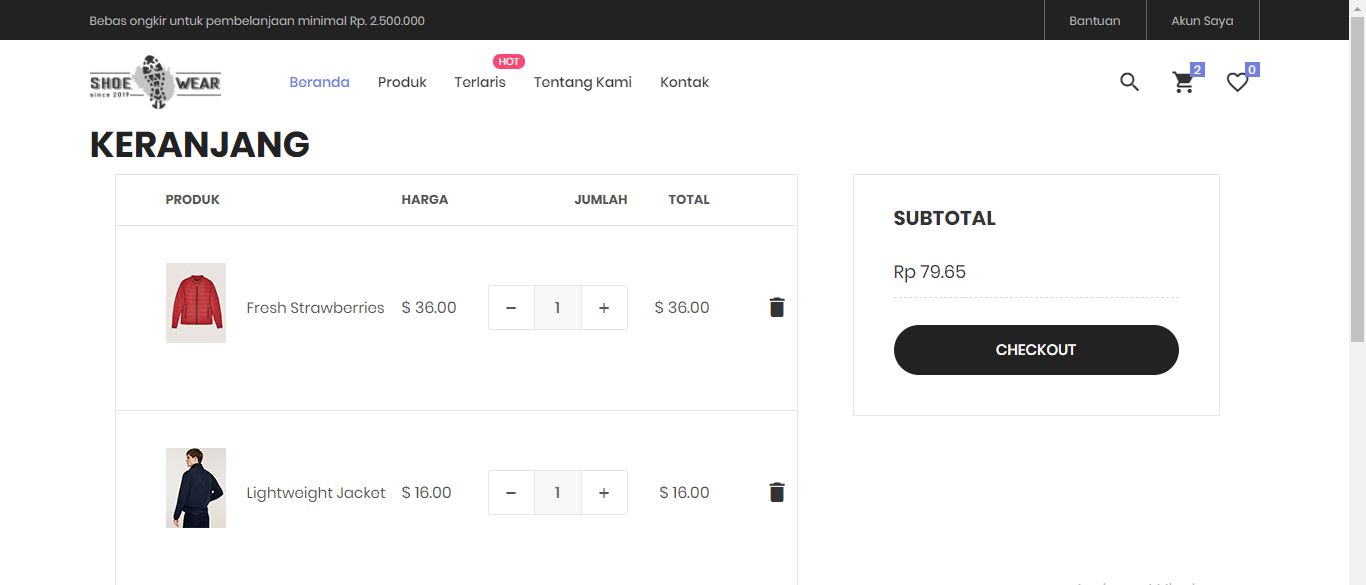 Bebas ongkir untuk pembelanjaan minimal Rp. 2.500.000
Bantuan
Akun Saya
SHOE WEAR
since 2019
Beranda
Produk
Terlaris
HOT
Tentang Kami
Kontak
2
0
KERANJANG
PRODUK HARGA JUMLAH TOTAL
Fresh Strawberries $ 36.00 − 1 + $ 36.00
Lightweight Jacket $ 16.00 − 1 + $ 16.00
SUBTOTAL
Rp 79.65
CHECKOUT